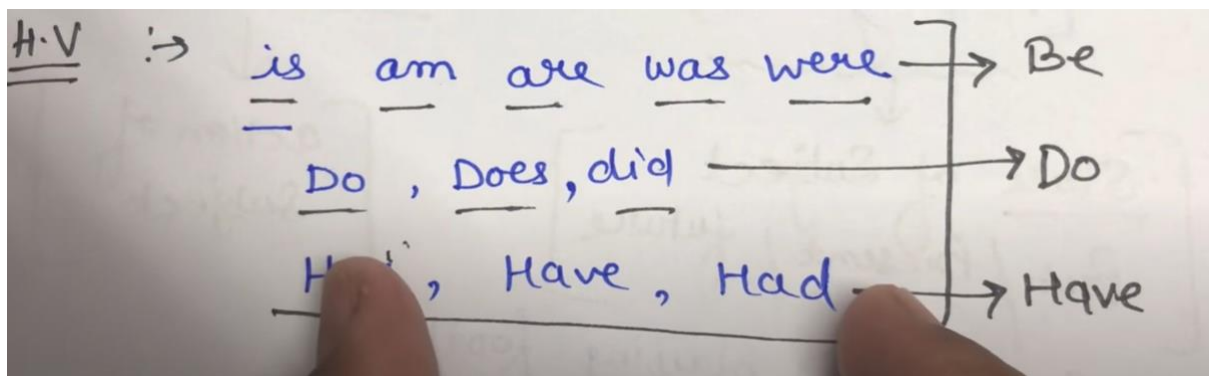 H.V :→ is am are was were → Be
Do , Does, did → Do
, Have, Had → Have